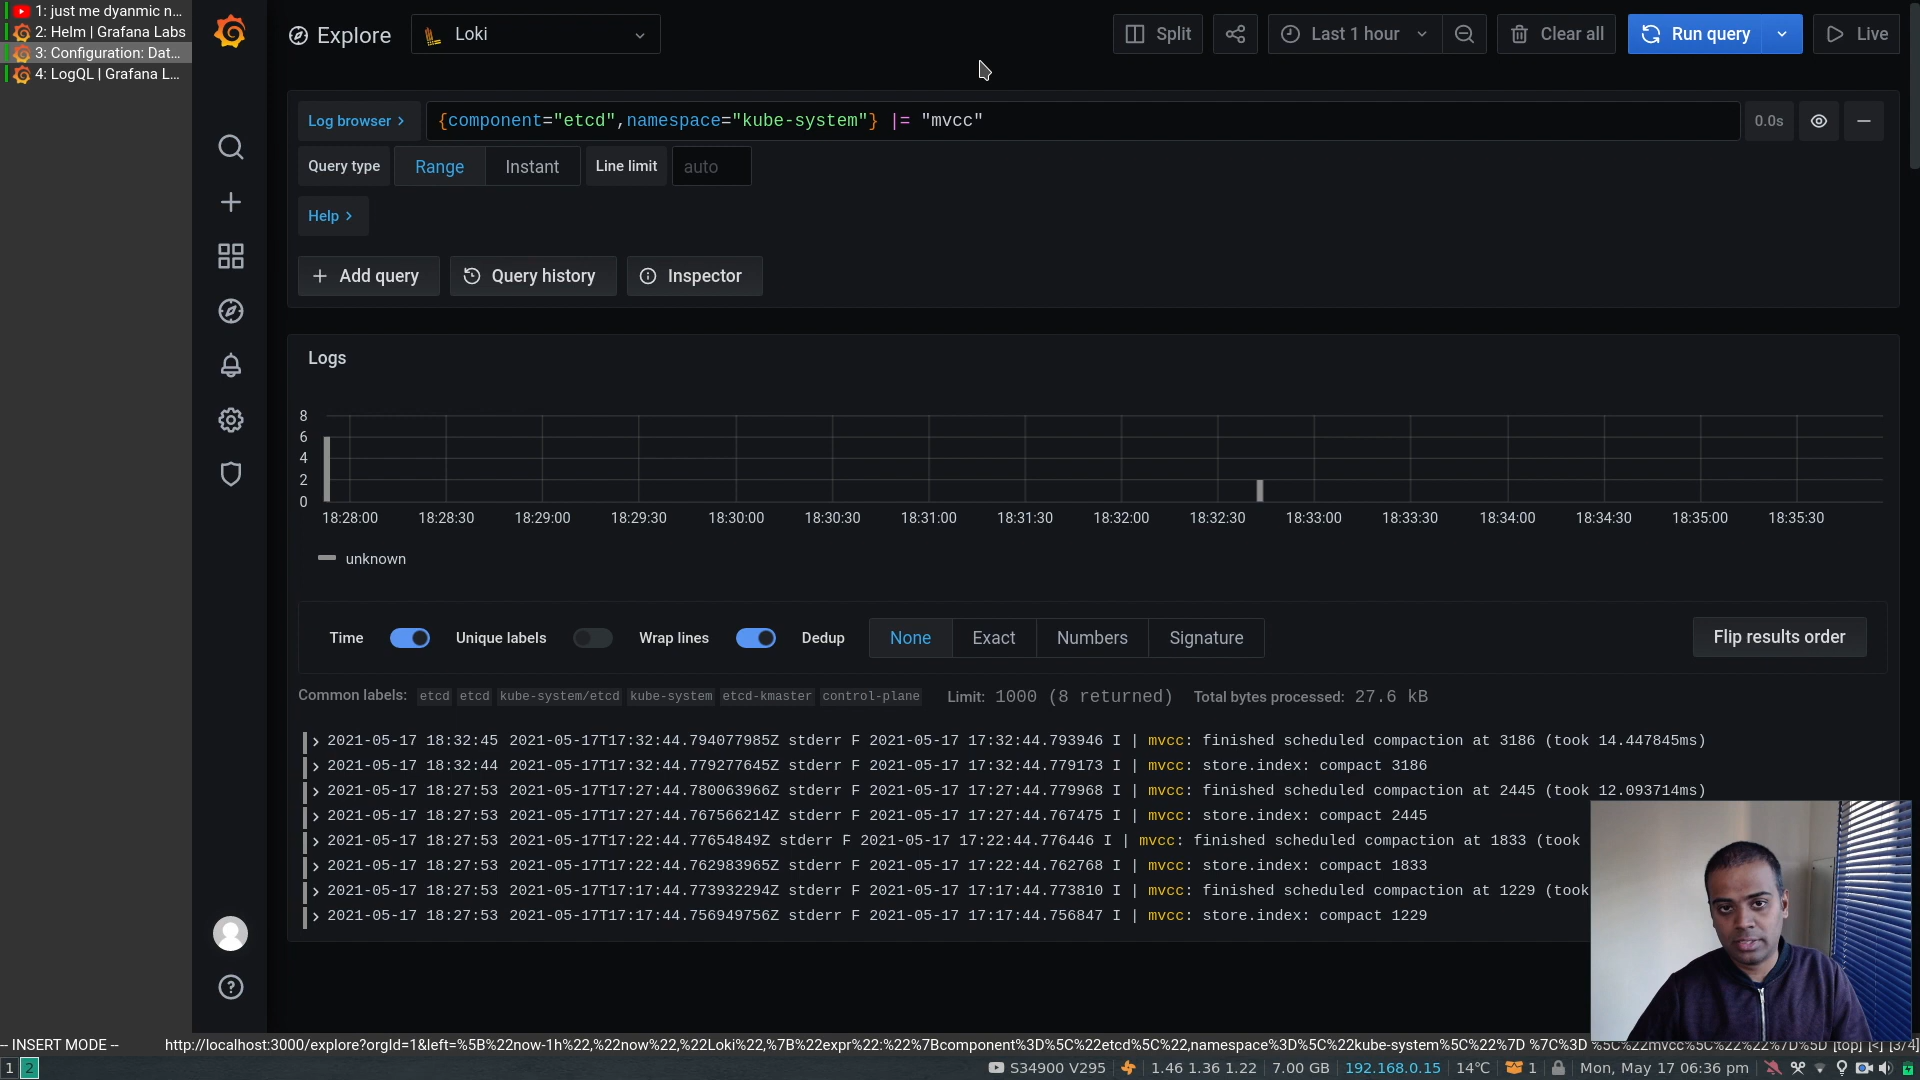 1: just me dyanmic n...
2: Helm | Grafana Labs
3: Configuration: Dat...
4: LogQL | Grafana L...
Explore
Loki
Split
Last 1 hour
Clear all
Run query
Live
Log browser >
{component="etcd",namespace="kube-system"} |= "mvcc"
0.0s
Query type
Range
Instant
Line limit
auto
Help >
+ Add query
Query history
Inspector
Logs
8
6
4
2
0
18:28:00 18:28:30 18:29:00 18:29:30 18:30:00 18:30:30 18:31:00 18:31:30 18:32:00 18:32:30 18:33:00 18:33:30 18:34:00 18:34:30 18:35:00 18:35:30
unknown
Time
Unique labels
Wrap lines
Dedup
None
Exact
Numbers
Signature
Flip results order
Common labels: etcd etcd kube-system/etcd kube-system etcd-kmaster control-plane Limit: 1000 (8 returned) Total bytes processed: 27.6 kB
> 2021-05-17 18:32:45 2021-05-17T17:32:44.794077985Z stderr F 2021-05-17 17:32:44.793946 I | mvcc: finished scheduled compaction at 3186 (took 14.447845ms)
> 2021-05-17 18:32:44 2021-05-17T17:32:44.779277645Z stderr F 2021-05-17 17:32:44.779173 I | mvcc: store.index: compact 3186
> 2021-05-17 18:27:53 2021-05-17T17:27:44.780063966Z stderr F 2021-05-17 17:27:44.779968 I | mvcc: finished scheduled compaction at 2445 (took 12.093714ms)
> 2021-05-17 18:27:53 2021-05-17T17:27:44.767566214Z stderr F 2021-05-17 17:27:44.767475 I | mvcc: store.index: compact 2445
> 2021-05-17 18:27:53 2021-05-17T17:22:44.77654849Z stderr F 2021-05-17 17:22:44.776446 I | mvcc: finished scheduled compaction at 1833 (took
> 2021-05-17 18:27:53 2021-05-17T17:22:44.762983965Z stderr F 2021-05-17 17:22:44.762768 I | mvcc: store.index: compact 1833
> 2021-05-17 18:27:53 2021-05-17T17:17:44.773932294Z stderr F 2021-05-17 17:17:44.773810 I | mvcc: finished scheduled compaction at 1229 (took
> 2021-05-17 18:27:53 2021-05-17T17:17:44.756949756Z stderr F 2021-05-17 17:17:44.756847 I | mvcc: store.index: compact 1229
-- INSERT MODE -- http://localhost:3000/explore?orgId=1&left=%5B%22now-1h%22,%22now%22,%22Loki%22,%7B%22expr%22:%22%7Bcomponent%3D%5C%22etcd%5C%22,namespace%3D%5C%22kube-system%5C%22%7D %7C%3D %5C%22mvcc%5C%22%22%7D%5D [top] [<] [3/4]
1 2 S34900 V295 1.46 1.36 1.22 7.00 GB 192.168.0.15 14°C 1 Mon, May 17 06:36 pm